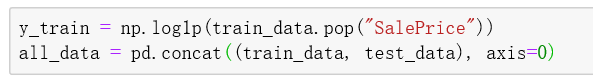 y_train = np.log1p(train_data.pop("SalePrice"))
all_data = pd.concat((train_data, test_data), axis=0)